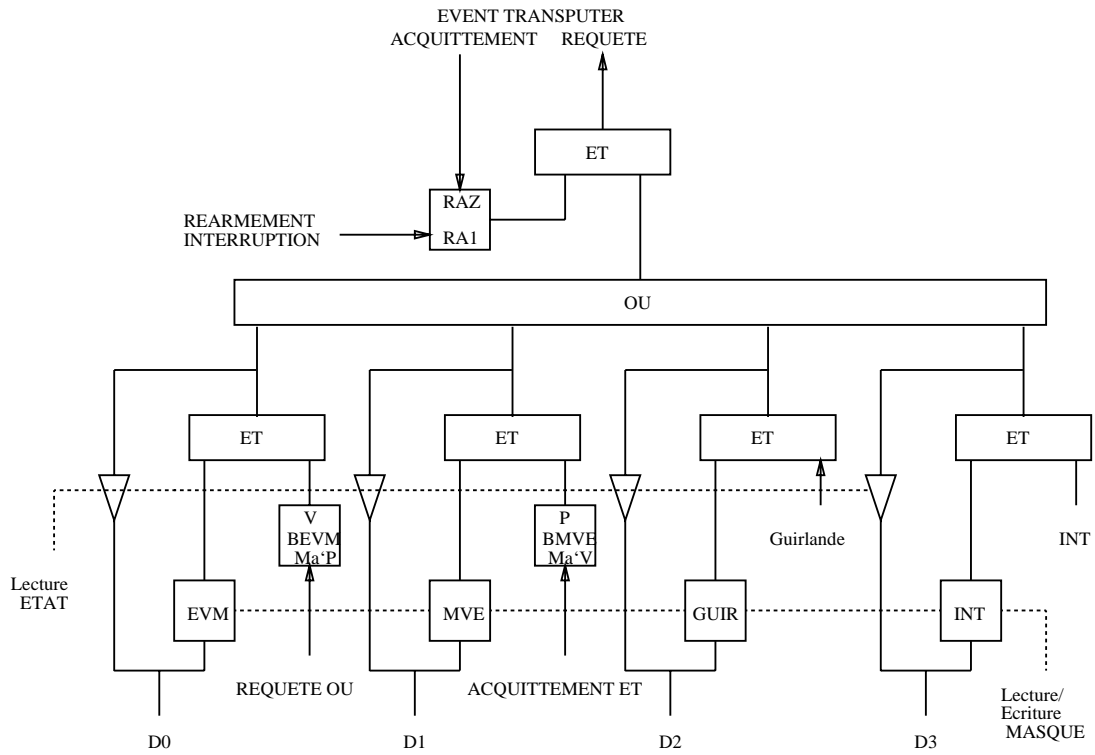 EVENT TRANSPUTER
ACQUITTEMENT REQUETE
ET
RAZ
RA1
REARMEMENT
INTERRUPTION
OU
ET
ET
ET
ET
V
BEVM
Ma'P
P
BMVE
Ma'V
Guirlande
INT
Lecture
ETAT
EVM
MVE
GUIR
INT
REQUETE OU
ACQUITTEMENT ET
Lecture/
Ecriture
MASQUE
D0
D1
D2
D3